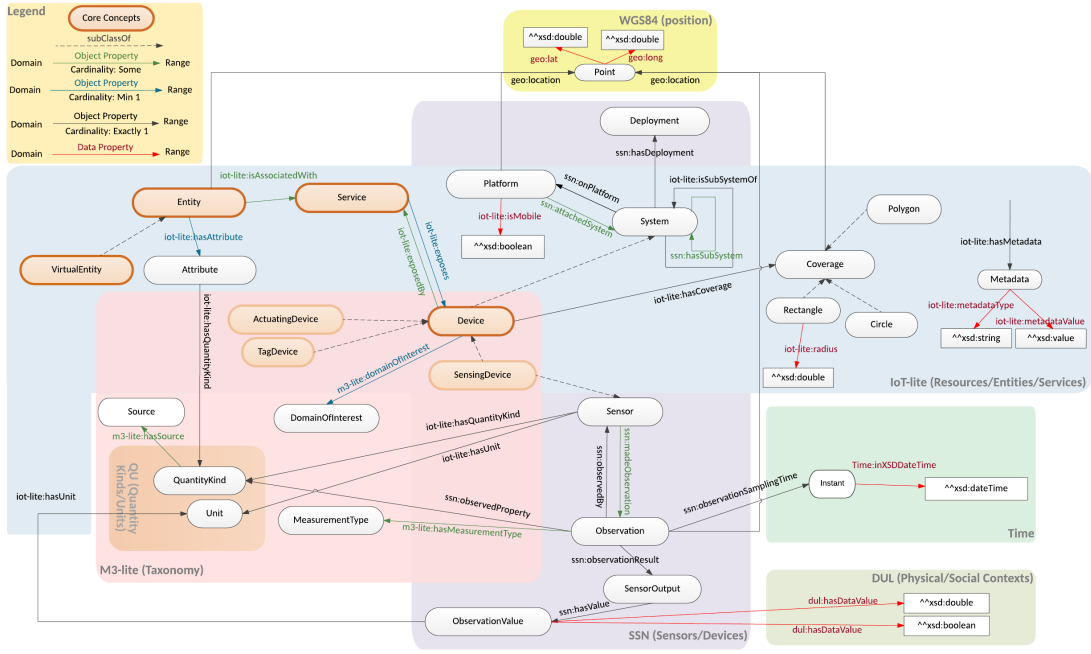 Legend
Core Concepts
subClassOf
Domain
Object Property
Range
Cardinality: Some
Domain
Object Property
Range
Cardinality: Min 1
Domain
Object Property
Range
Cardinality: Exactly 1
Domain
Data Property
Range
WGS84 (position)
^^xsd:double
^^xsd:double
geo:lat
geo:long
Point
geo:location
geo:location
Deployment
ssn:hasDeployment
iot-lite:isAssociatedWith
Entity
Service
Platform
ssn:onPlatform
iot-lite:isSubSystemOf
ssn:attachedSystem
System
iot-lite:isMobile
^^xsd:boolean
ssn:hasSubSystem
Polygon
iot-lite:hasMetadata
iot-lite:hasAttribute
VirtualEntity
Attribute
iot-lite:exposes
iot-lite:exposedBy
Coverage
Metadata
iot-lite:hasCoverage
iot-lite:metadataType
iot-lite:metadataValue
^^xsd:string
^^xsd:value
Rectangle
Circle
iot-lite:radius
^^xsd:double
IoT-lite (Resources/Entities/Services)
iot-lite:hasQuantityKind
ActuatingDevice
Device
TagDevice
SensingDevice
m3-lite:domainOfInterest
DomainOfInterest
Source
m3-lite:hasSource
Sensor
iot-lite:hasQuantityKind
iot-lite:hasUnit
ssn:observedBy
ssn:madeObservation
QU (Quantity
Kinds/Units)
QuantityKind
Unit
iot-lite:hasUnit
ssn:observedProperty
MeasurementType
m3-lite:hasMeasurementType
Observation
ssn:observationSamplingTime
Instant
Time:inXSDDateTime
^^xsd:dateTime
Time
M3-lite (Taxonomy)
ssn:observationResult
SensorOutput
ssn:hasValue
ObservationValue
SSN (Sensors/Devices)
DUL (Physical/Social Contexts)
dul:hasDataValue
^^xsd:double
dul:hasDataValue
^^xsd:boolean